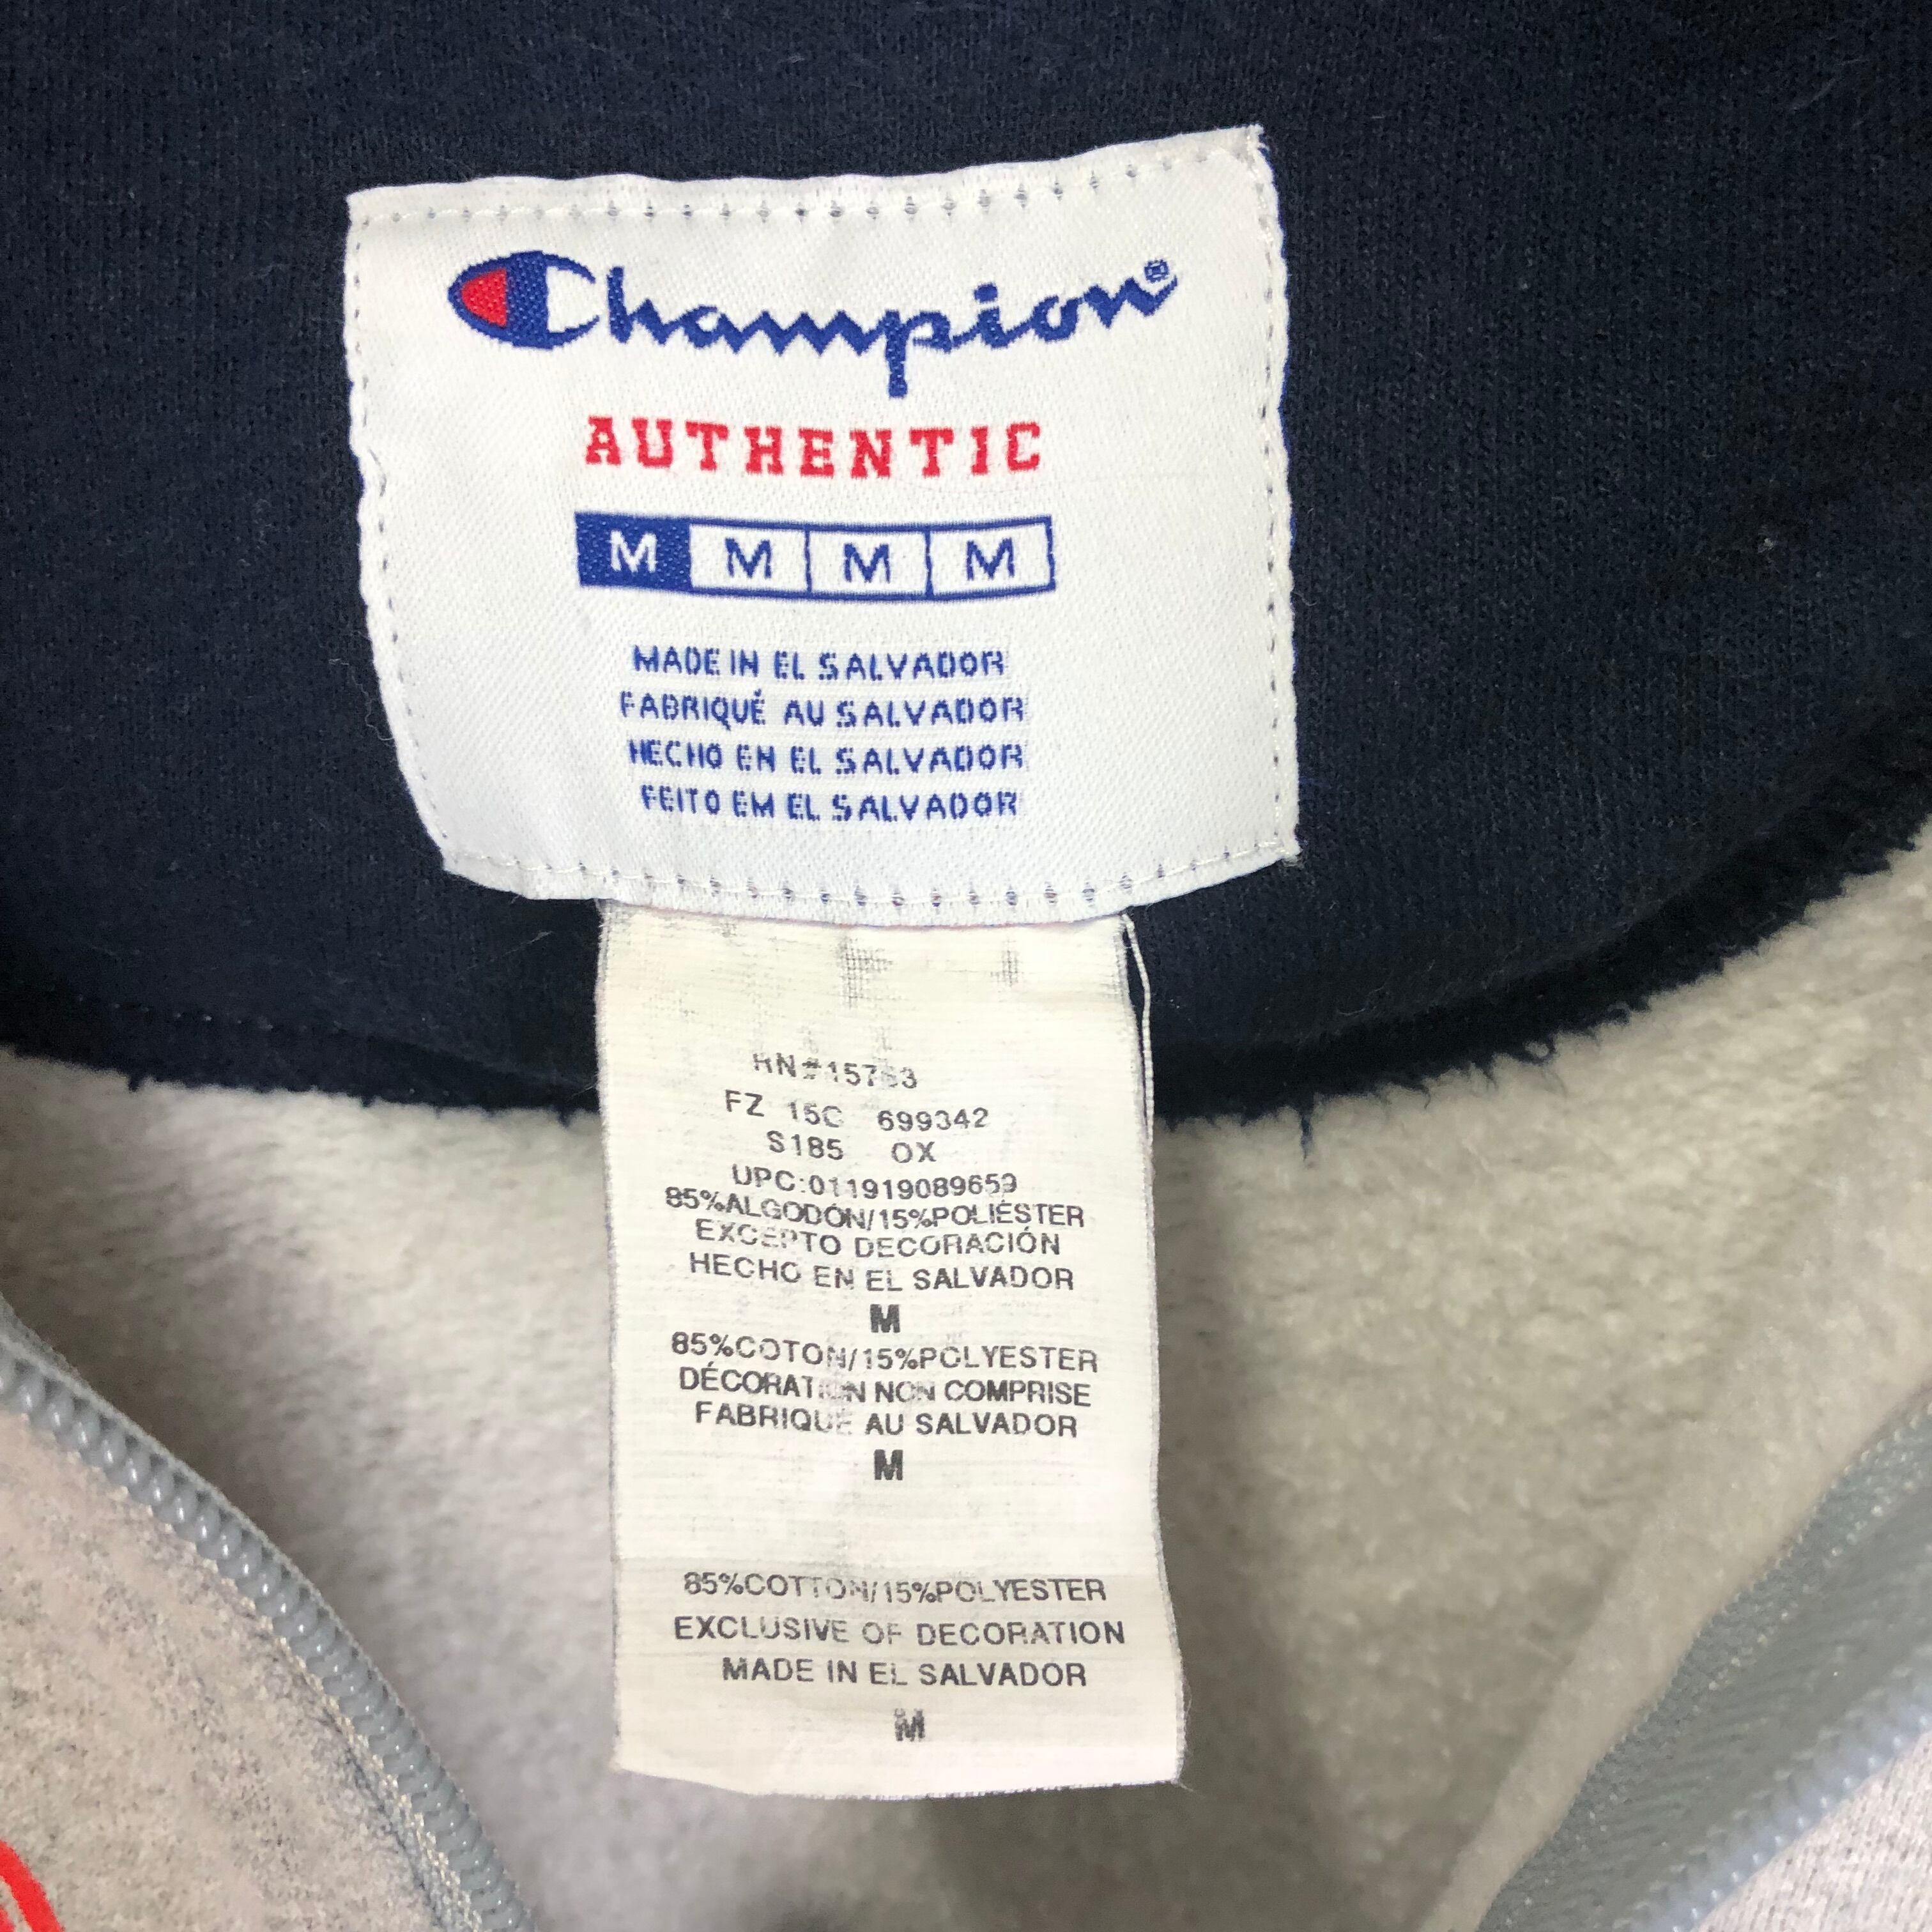 Champion®
AUTHENTIC
M M M M
MADE IN EL SALVADOR
FABRIQUÉ AU SALVADOR
HECHO EN EL SALVADOR
FEITO EM EL SALVADOR
FZ 15C 699342
S185 OX
UPC:011919089659
85%ALGODÓN/15%POLIÉSTER
EXCEPTO DECORACIÓN
HECHO EN EL SALVADOR
M
85%COTON/15%POLYESTER
DÉCORATION NON COMPRISE
FABRIQUÉ AU SALVADOR
M
85%COTTON/15%POLYESTER
EXCLUSIVE OF DECORATION
MADE IN EL SALVADOR
M